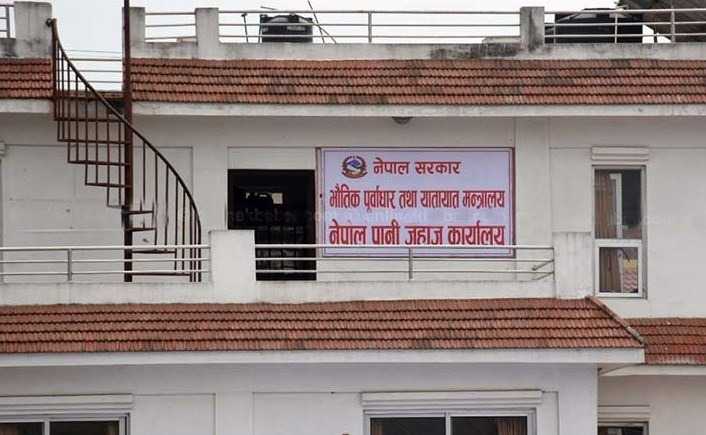 नेपाल सरकार
भौतिक पूर्वाधार तथा यातायात मन्त्रालय
नेपाल पानी जहाज कार्यालय